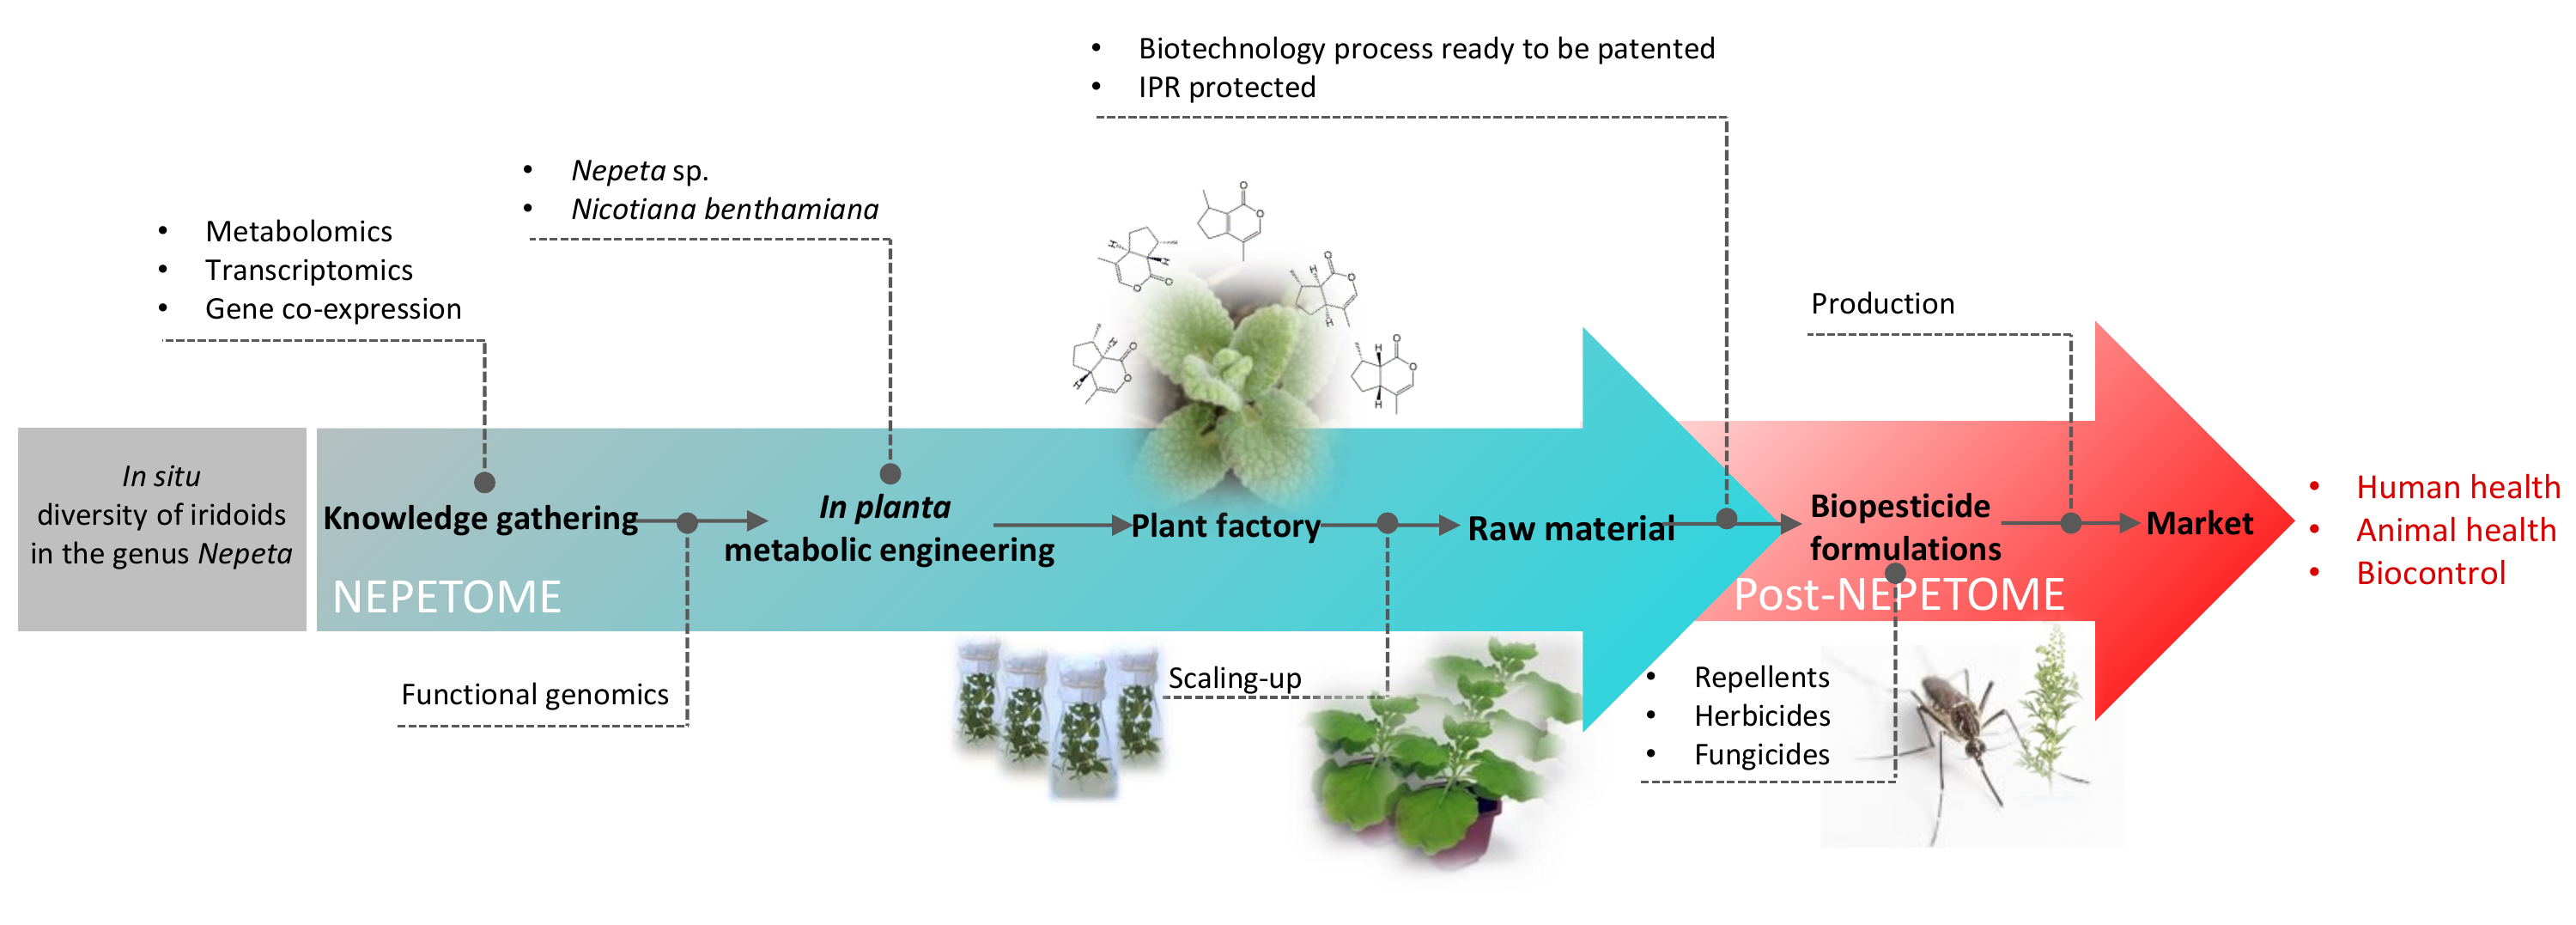 • Biotechnology process ready to be patented
• IPR protected
• Nepeta sp.
• Nicotiana benthamiana
• Metabolomics
• Transcriptomics
• Gene co-expression
Production
In situ
diversity of iridoids
in the genus Nepeta
Knowledge gathering
In planta
metabolic engineering
Plant factory
Raw material
Biopesticide
formulations
Market
NEPETOME
Post-NEPETOME
• Human health
• Animal health
• Biocontrol
Functional genomics
Scaling-up
• Repellents
• Herbicides
• Fungicides
H
H
O
O
O
O
H
H
O
O
H
H
O
O
H
H
O
O